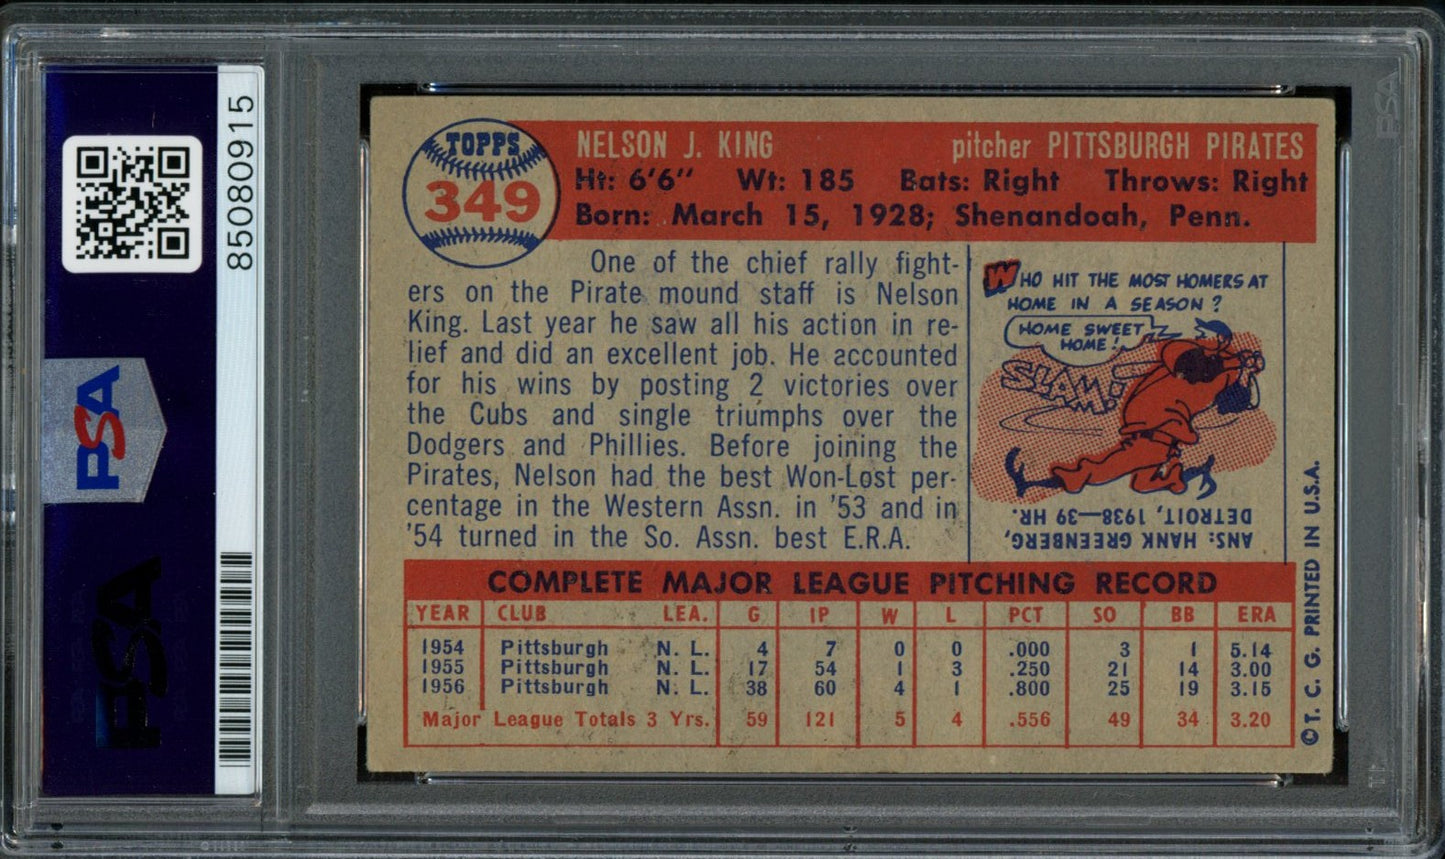 85080915
PSA
PSA
TOPPS
349
NELSON J. KING pitcher PITTSBURGH PIRATES
Ht: 6'6" Wt: 185 Bats: Right Throws: Right
Born: March 15, 1928; Shenandoah, Penn.
One of the chief rally fight-
ers on the Pirate mound staff is Nelson
King. Last year he saw all his action in re-
lief and did an excellent job. He accounted
for his wins by posting 2 victories over
the Cubs and single triumphs over the
Dodgers and Phillies. Before joining the
Pirates, Nelson had the best Won-Lost per-
centage in the Western Assn. in '53 and in
'54 turned in the So. Assn. best E.R.A.
WHO HIT THE MOST HOMERS AT
HOME IN A SEASON?
HOME SWEET
HOME!
SLAM!
ANS: HANK GREENBERG,
DETROIT, 1938—39 HR.
COMPLETE MAJOR LEAGUE PITCHING RECORD
YEAR CLUB LEA. G IP W L PCT SO BB ERA
1954 Pittsburgh N. L. 4 7 0 0 .000 3 1 5.14
1955 Pittsburgh N. L. 17 54 1 3 .250 21 14 3.00
1956 Pittsburgh N. L. 38 60 4 1 .800 25 19 3.15
Major League Totals 3 Yrs. 59 121 5 4 .556 49 34 3.20
© T. C. G. PRINTED IN U.S.A.
PSA